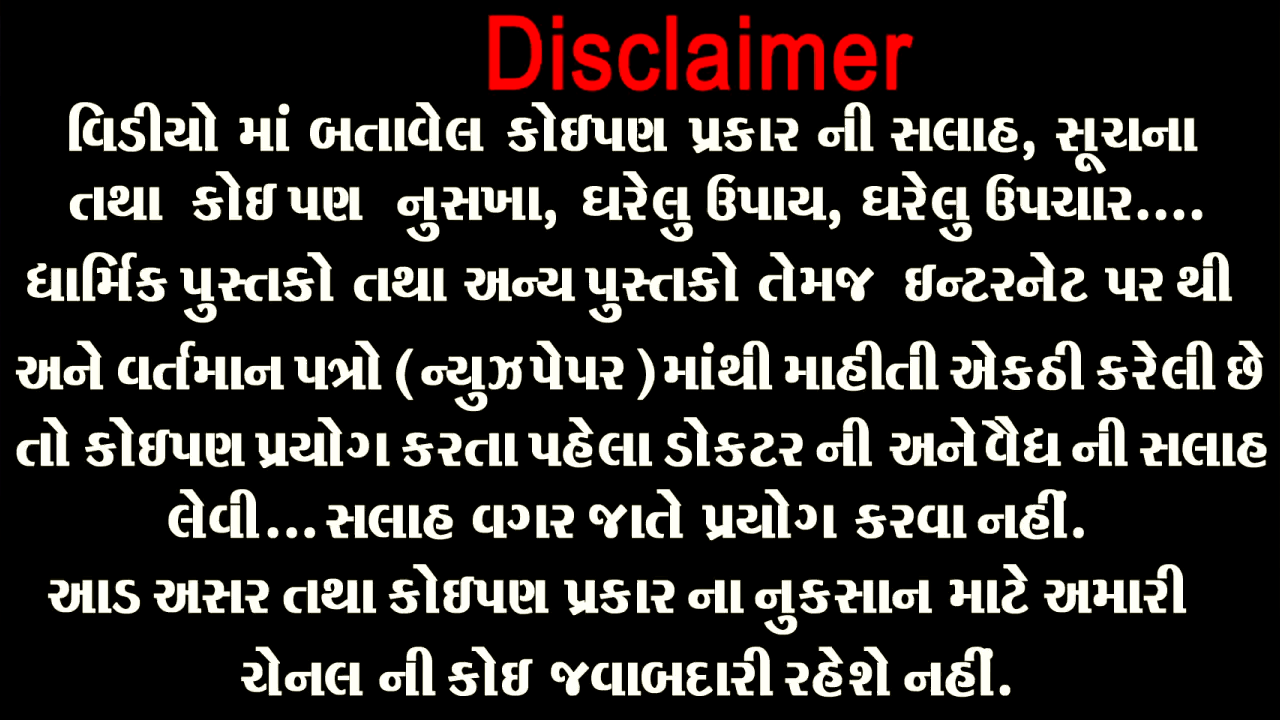 Disclaimer
વિડીયો માં બતાવેલ કોઇપણ પ્રકાર ની સલાહ, સૂચના
તથા કોઇ પણ નુસખા, ઘરેલુ ઉપાય, ઘરેલુ ઉપચાર....
ધાર્મિક પુસ્તકો તથા અન્ય પુસ્તકો તેમજ ઇન્ટરનેટ પર થી
અને વર્તમાન પત્રો ( ન્યુઝપેપર ) માંથી માહીતી એકઠી કરેલી છે
તો કોઇપણ પ્રયોગ કરતા પહેલા ડોકટર ની અને વૈદ્ય ની સલાહ
લેવી...સલાહ વગર જાતે પ્રયોગ કરવા નહીં.
આડ અસર તથા કોઇપણ પ્રકાર ના નુકસાન માટે અમારી
ચેનલ ની કોઇ જવાબદારી રહેશે નહીં.